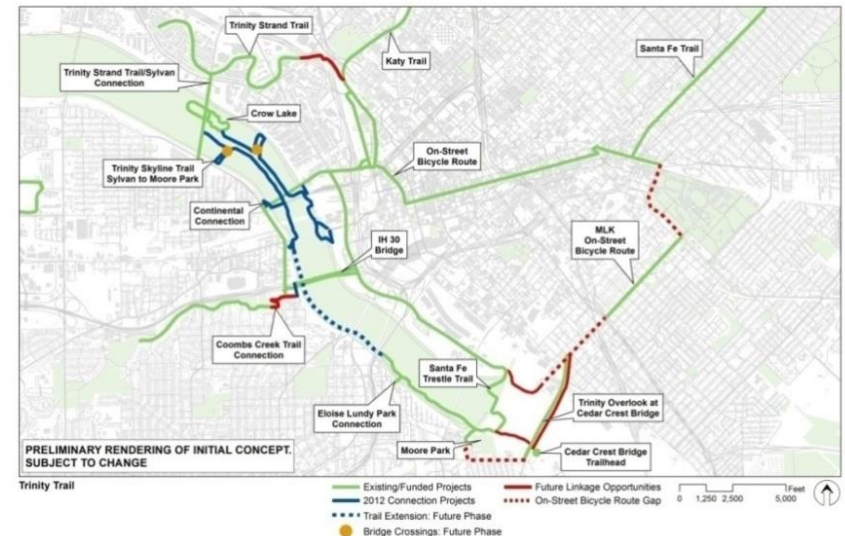 Trinity Strand Trail
Katy Trail
Santa Fe Trail
Trinity Strand Trail/Sylvan
Connection
Crow Lake
On-Street
Bicycle Route
Trinity Skyline Trail
Sylvan to Moore Park
Continental
Connection
IH 30
Bridge
MLK
On-Street
Bicycle Route
Coombs Creek Trail
Connection
Santa Fe
Trestle Trail
Eloise Lundy Park
Connection
Trinity Overlook at
Cedar Crest Bridge
Moore Park
Cedar Crest Bridge
Trailhead
PRELIMINARY RENDERING OF INITIAL CONCEPT.
SUBJECT TO CHANGE
Trinity Trail
Existing/Funded Projects
2012 Connection Projects
Trail Extension: Future Phase
Bridge Crossings: Future Phase
Future Linkage Opportunities
On-Street Bicycle Route Gap
Feet
0 1,250 2,500 5,000